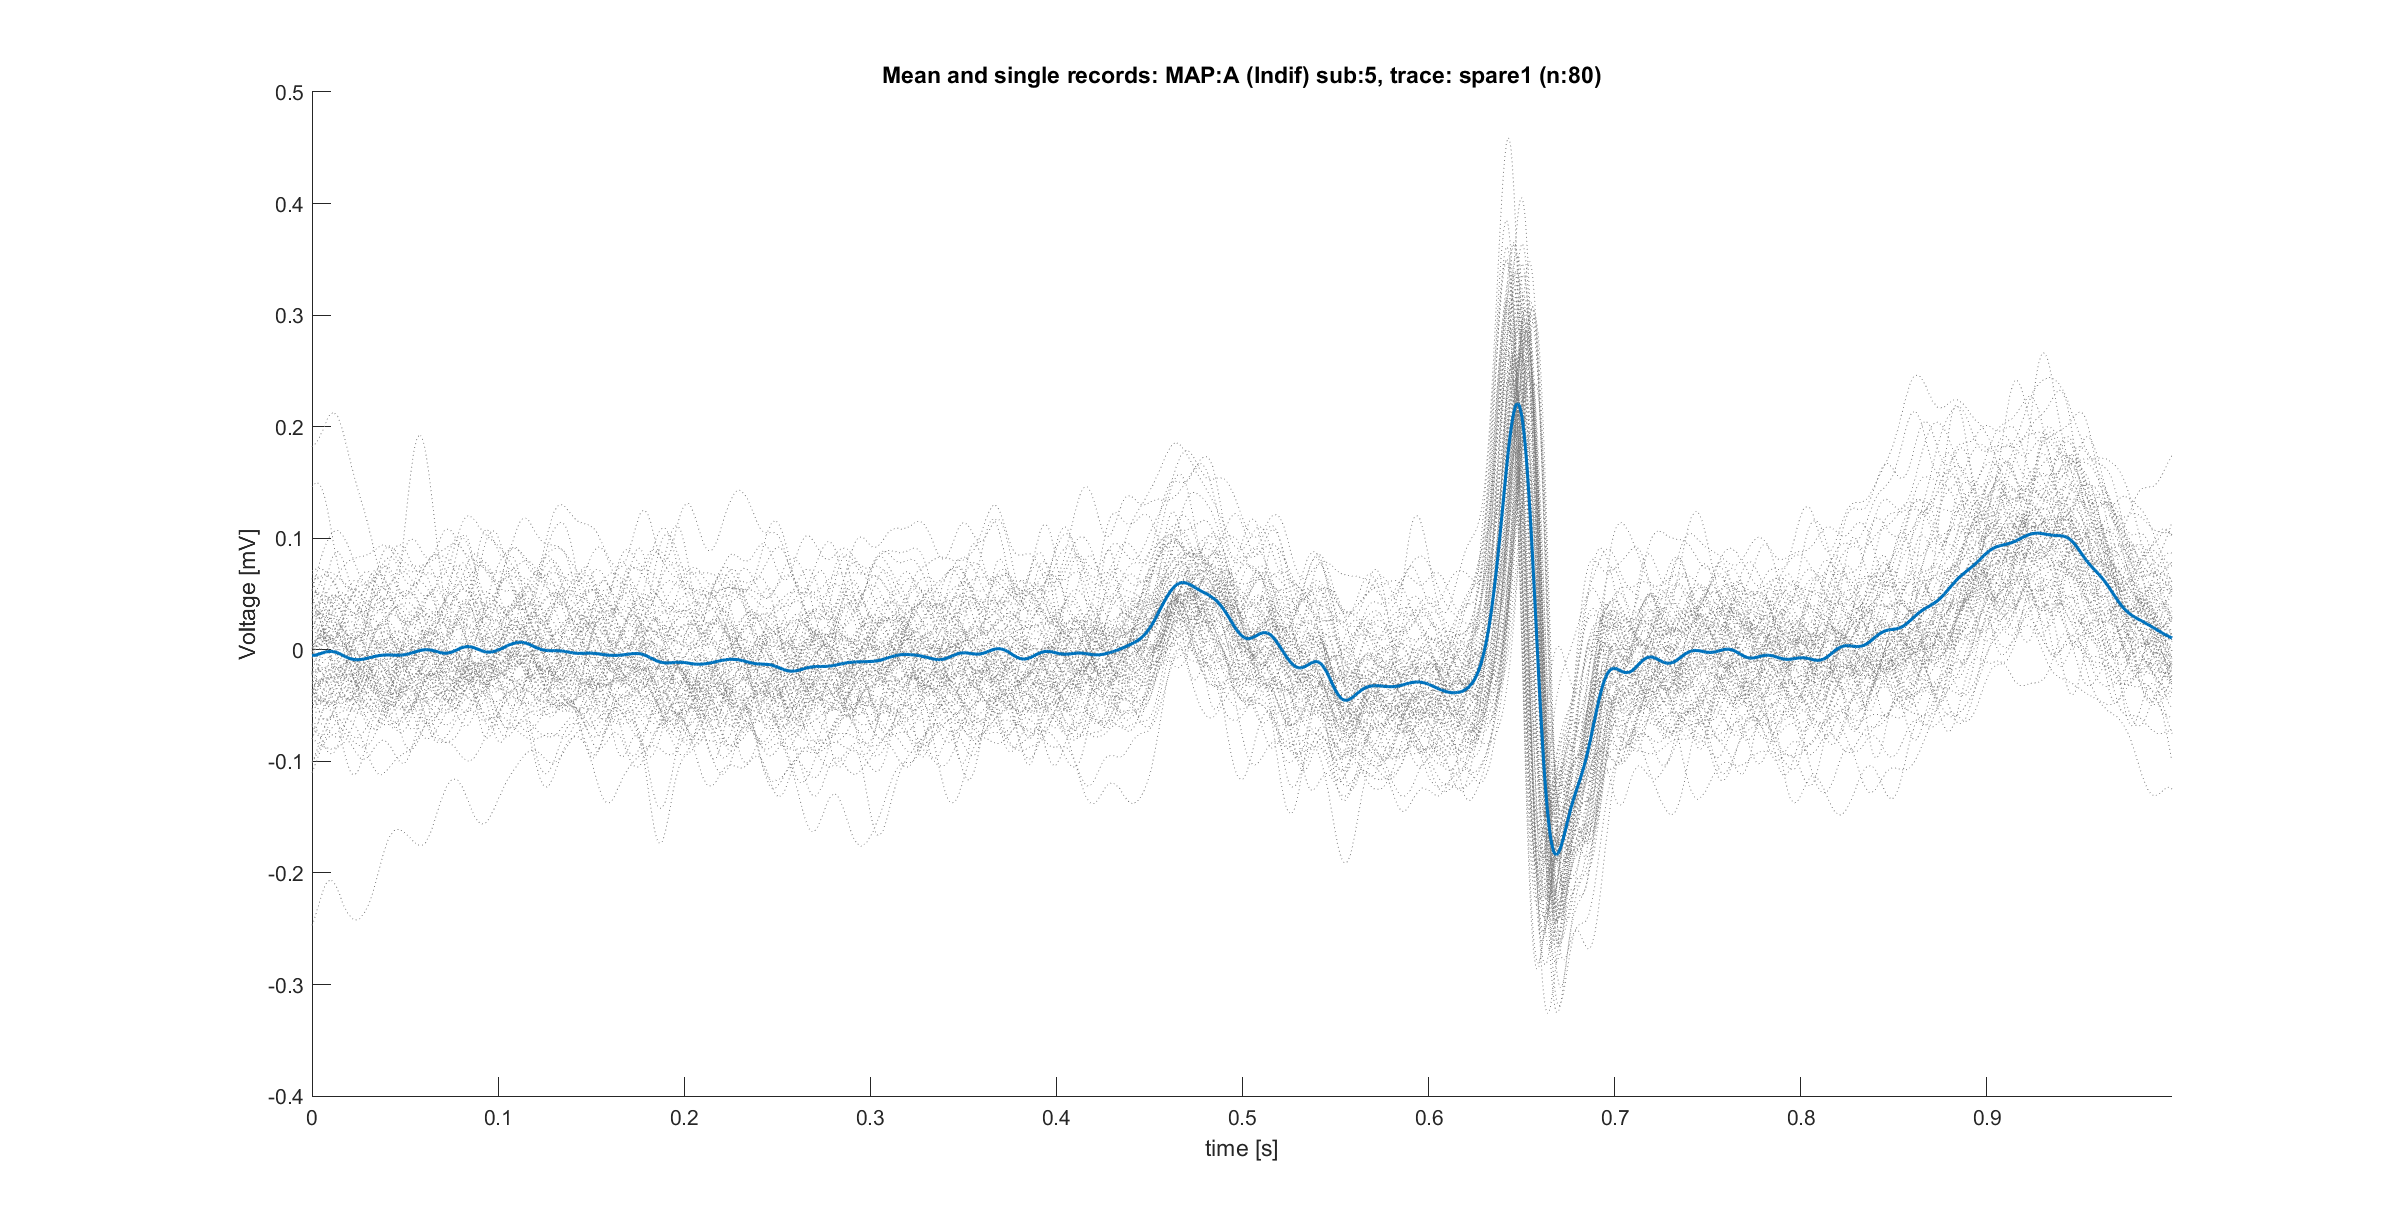 Mean and single records: MAP:A (Indif) sub:5, trace: spare1 (n:80)
0.5
0.4
0.3
0.2
0.1
0
-0.1
-0.2
-0.3
-0.4
Voltage [mV]
0 0.1 0.2 0.3 0.4 0.5 0.6 0.7 0.8 0.9
time [s]